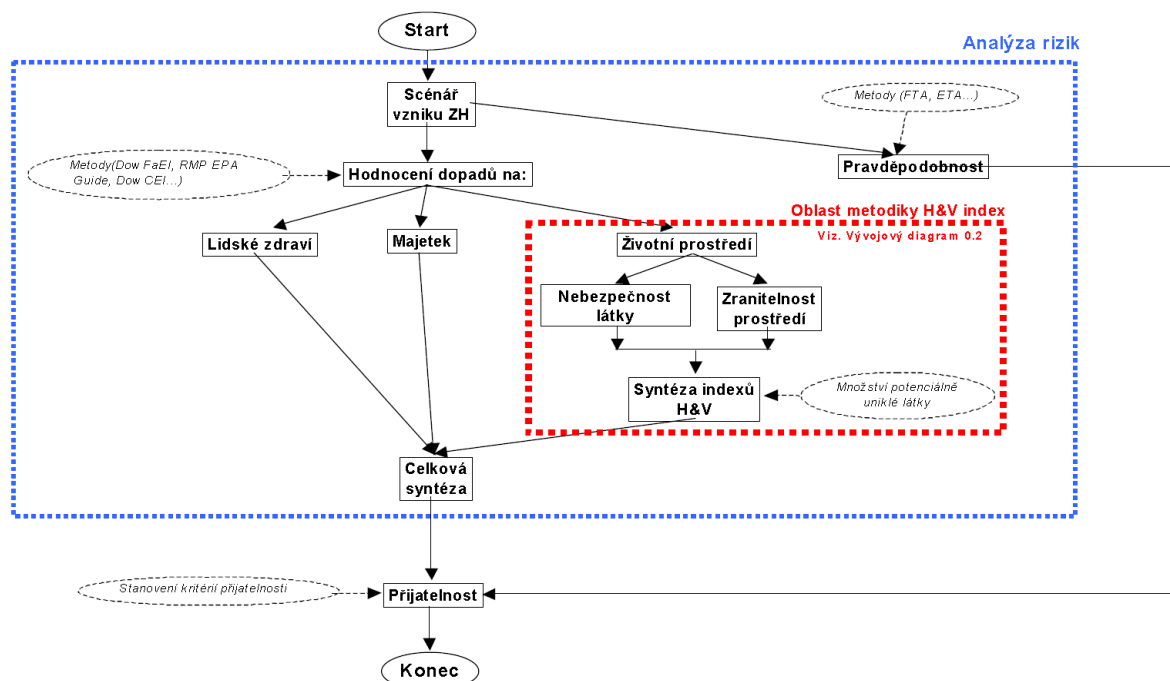 Start
Analýza rizik
Scénář
vzniku ZH
Metody (FTA, ETA...)
Metody(Dow FaEI, RMP EPA
Guide, Dow CEI...)
Hodnocení dopadů na:
Pravděpodobnost
Oblast metodiky H&V index
Viz. Vývojový diagram 0.2
Lidské zdraví
Majetek
Životní prostředí
Nebezpečnost
látky
Zranitelnost
prostředí
Syntéza indexů
H&V
Množství potenciálně
uniklé látky
Celková
syntéza
Stanovení kritérií přijatelnosti
Přijatelnost
Konec